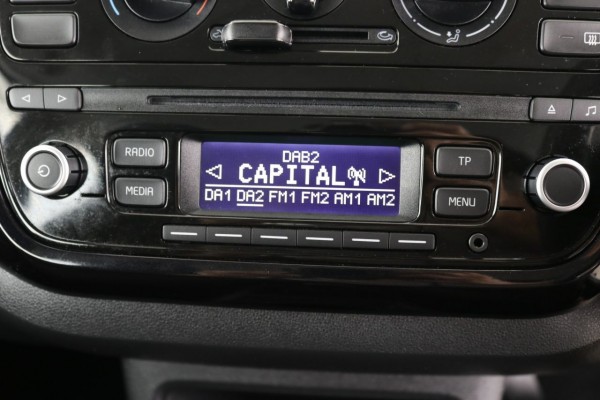 RADIO
MEDIA
DAB2
CAPITAL
DA1 DA2 FM1 FM2 AM1 AM2
TP
MENU